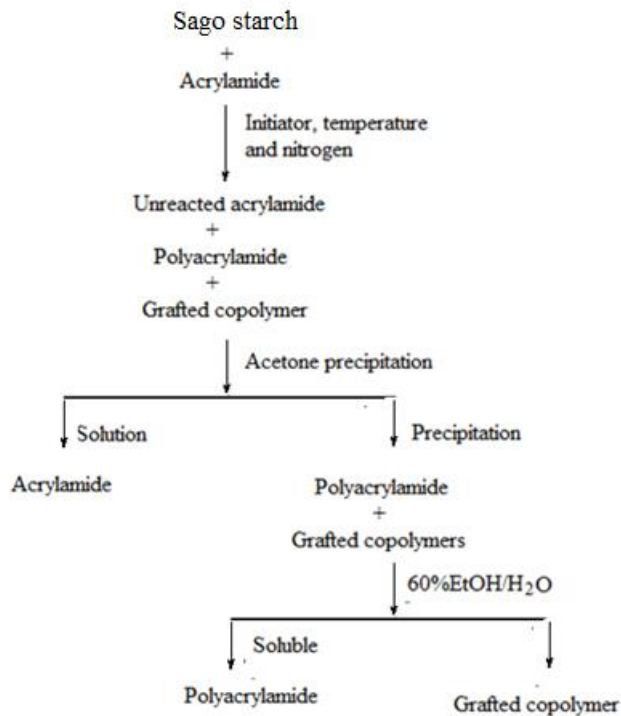 Sago starch
+
Acrylamide
Initiator, temperature
and nitrogen
Unreacted acrylamide
+
Polyacrylamide
+
Grafted copolymer
Acetone precipitation
Solution
Precipitation
Acrylamide
Polyacrylamide
+
Grafted copolymers
60%EtOH/H₂O
Soluble
Polyacrylamide
Grafted copolymer